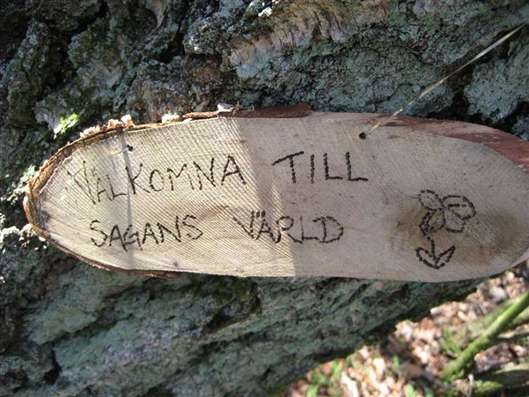 VÄLKOMNA TILL
SAGANS VÄRLD